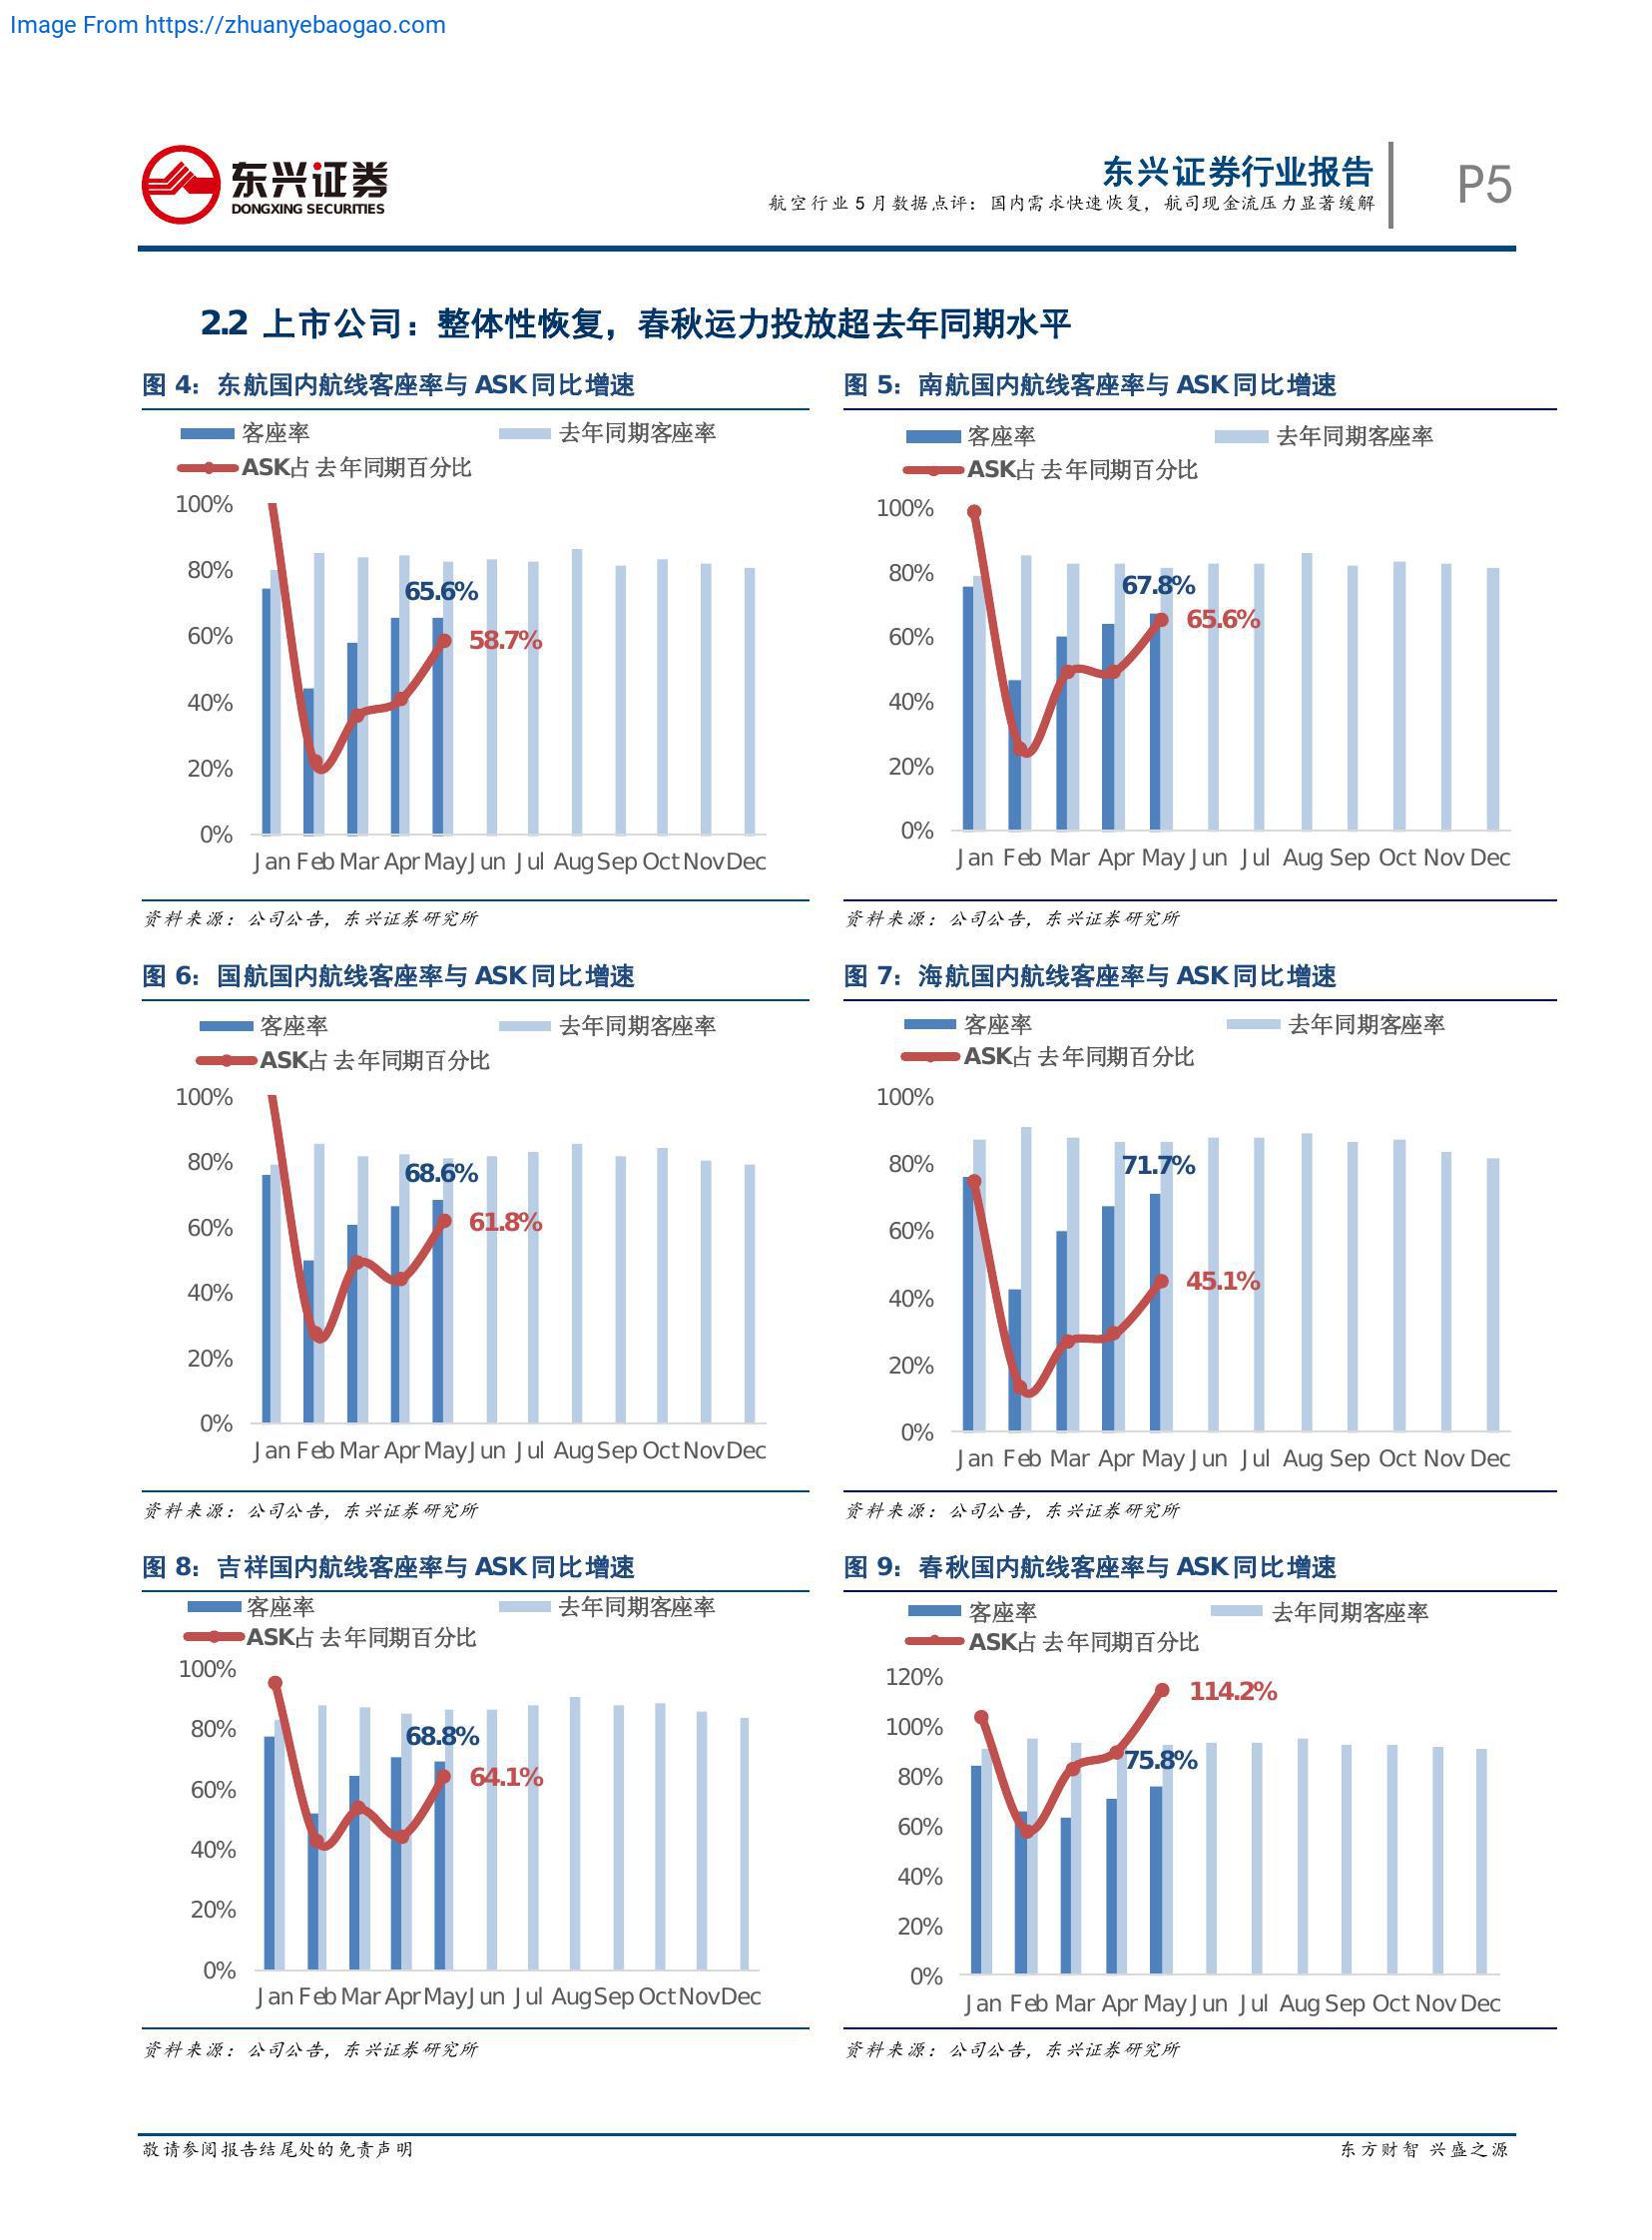 Image From https://zhuanyebaogao.com
东兴证券
DONGXING SECURITIES
东兴证券行业报告
航空行业 5 月数据点评：国内需求快速恢复，航司现金流压力显著缓解
P5
2.2 上市公司：整体性恢复，春秋运力投放超去年同期水平
图 4：东航国内航线客座率与 ASK 同比增速
客座率
去年同期客座率
ASK占去年同期百分比
100%
80%
60%
40%
20%
0%
65.6%
58.7%
Jan Feb Mar Apr May Jun Jul Aug Sep Oct Nov Dec
资料来源：公司公告，东兴证券研究所
图 5：南航国内航线客座率与 ASK 同比增速
客座率
去年同期客座率
ASK占去年同期百分比
100%
80%
60%
40%
20%
0%
67.8%
65.6%
Jan Feb Mar Apr May Jun Jul Aug Sep Oct Nov Dec
资料来源：公司公告，东兴证券研究所
图 6：国航国内航线客座率与 ASK 同比增速
客座率
去年同期客座率
ASK占去年同期百分比
100%
80%
60%
40%
20%
0%
68.6%
61.8%
Jan Feb Mar Apr May Jun Jul Aug Sep Oct Nov Dec
资料来源：公司公告，东兴证券研究所
图 7：海航国内航线客座率与 ASK 同比增速
客座率
去年同期客座率
ASK占去年同期百分比
100%
80%
60%
40%
20%
0%
71.7%
45.1%
Jan Feb Mar Apr May Jun Jul Aug Sep Oct Nov Dec
资料来源：公司公告，东兴证券研究所
图 8：吉祥国内航线客座率与 ASK 同比增速
客座率
去年同期客座率
ASK占去年同期百分比
100%
80%
60%
40%
20%
0%
68.8%
64.1%
Jan Feb Mar Apr May Jun Jul Aug Sep Oct Nov Dec
资料来源：公司公告，东兴证券研究所
图 9：春秋国内航线客座率与 ASK 同比增速
客座率
去年同期客座率
ASK占去年同期百分比
120%
100%
80%
60%
40%
20%
0%
114.2%
75.8%
Jan Feb Mar Apr May Jun Jul Aug Sep Oct Nov Dec
资料来源：公司公告，东兴证券研究所
敬请参阅报告结尾处的免责声明
东方财智 兴盛之源